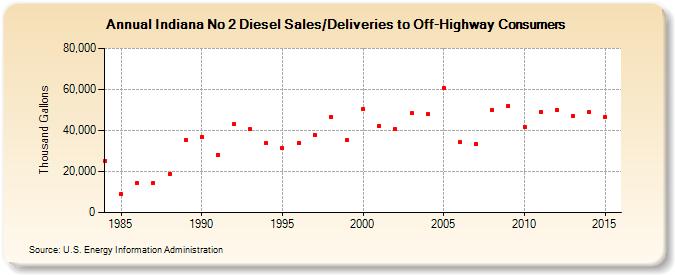 Annual Indiana No 2 Diesel Sales/Deliveries to Off-Highway Consumers
Thousand Gallons
80,000
60,000
40,000
20,000
0
1985 1990 1995 2000 2005 2010 2015
Source: U.S. Energy Information Administration